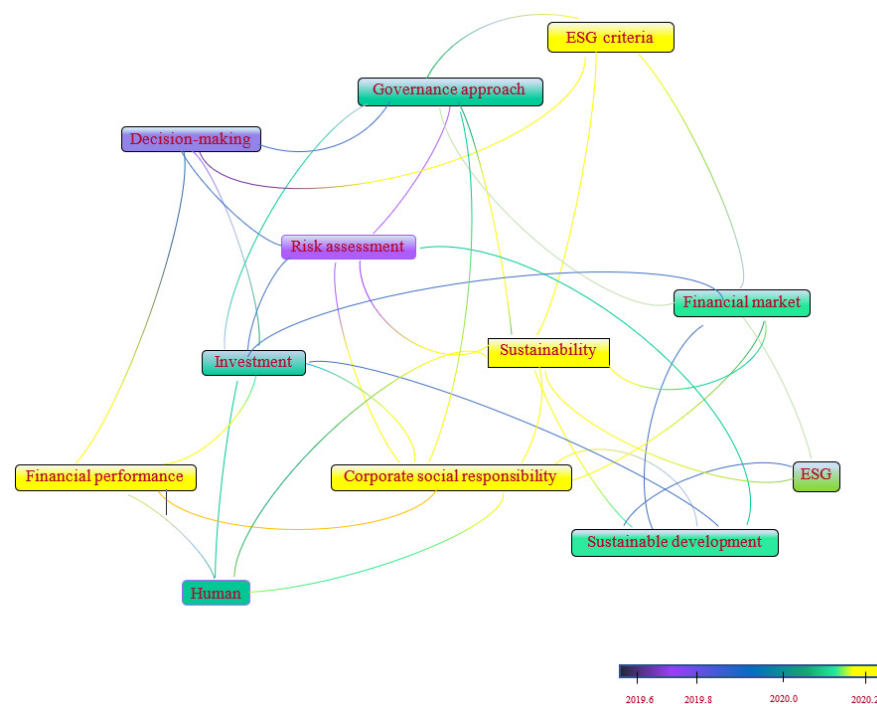 ESG criteria
Governance approach
Decision-making
Risk assessment
Financial market
Sustainability
Investment
Financial performance
Corporate social responsibility
ESG
Sustainable development
Human
2019.6 2019.8 2020.0 2020.2